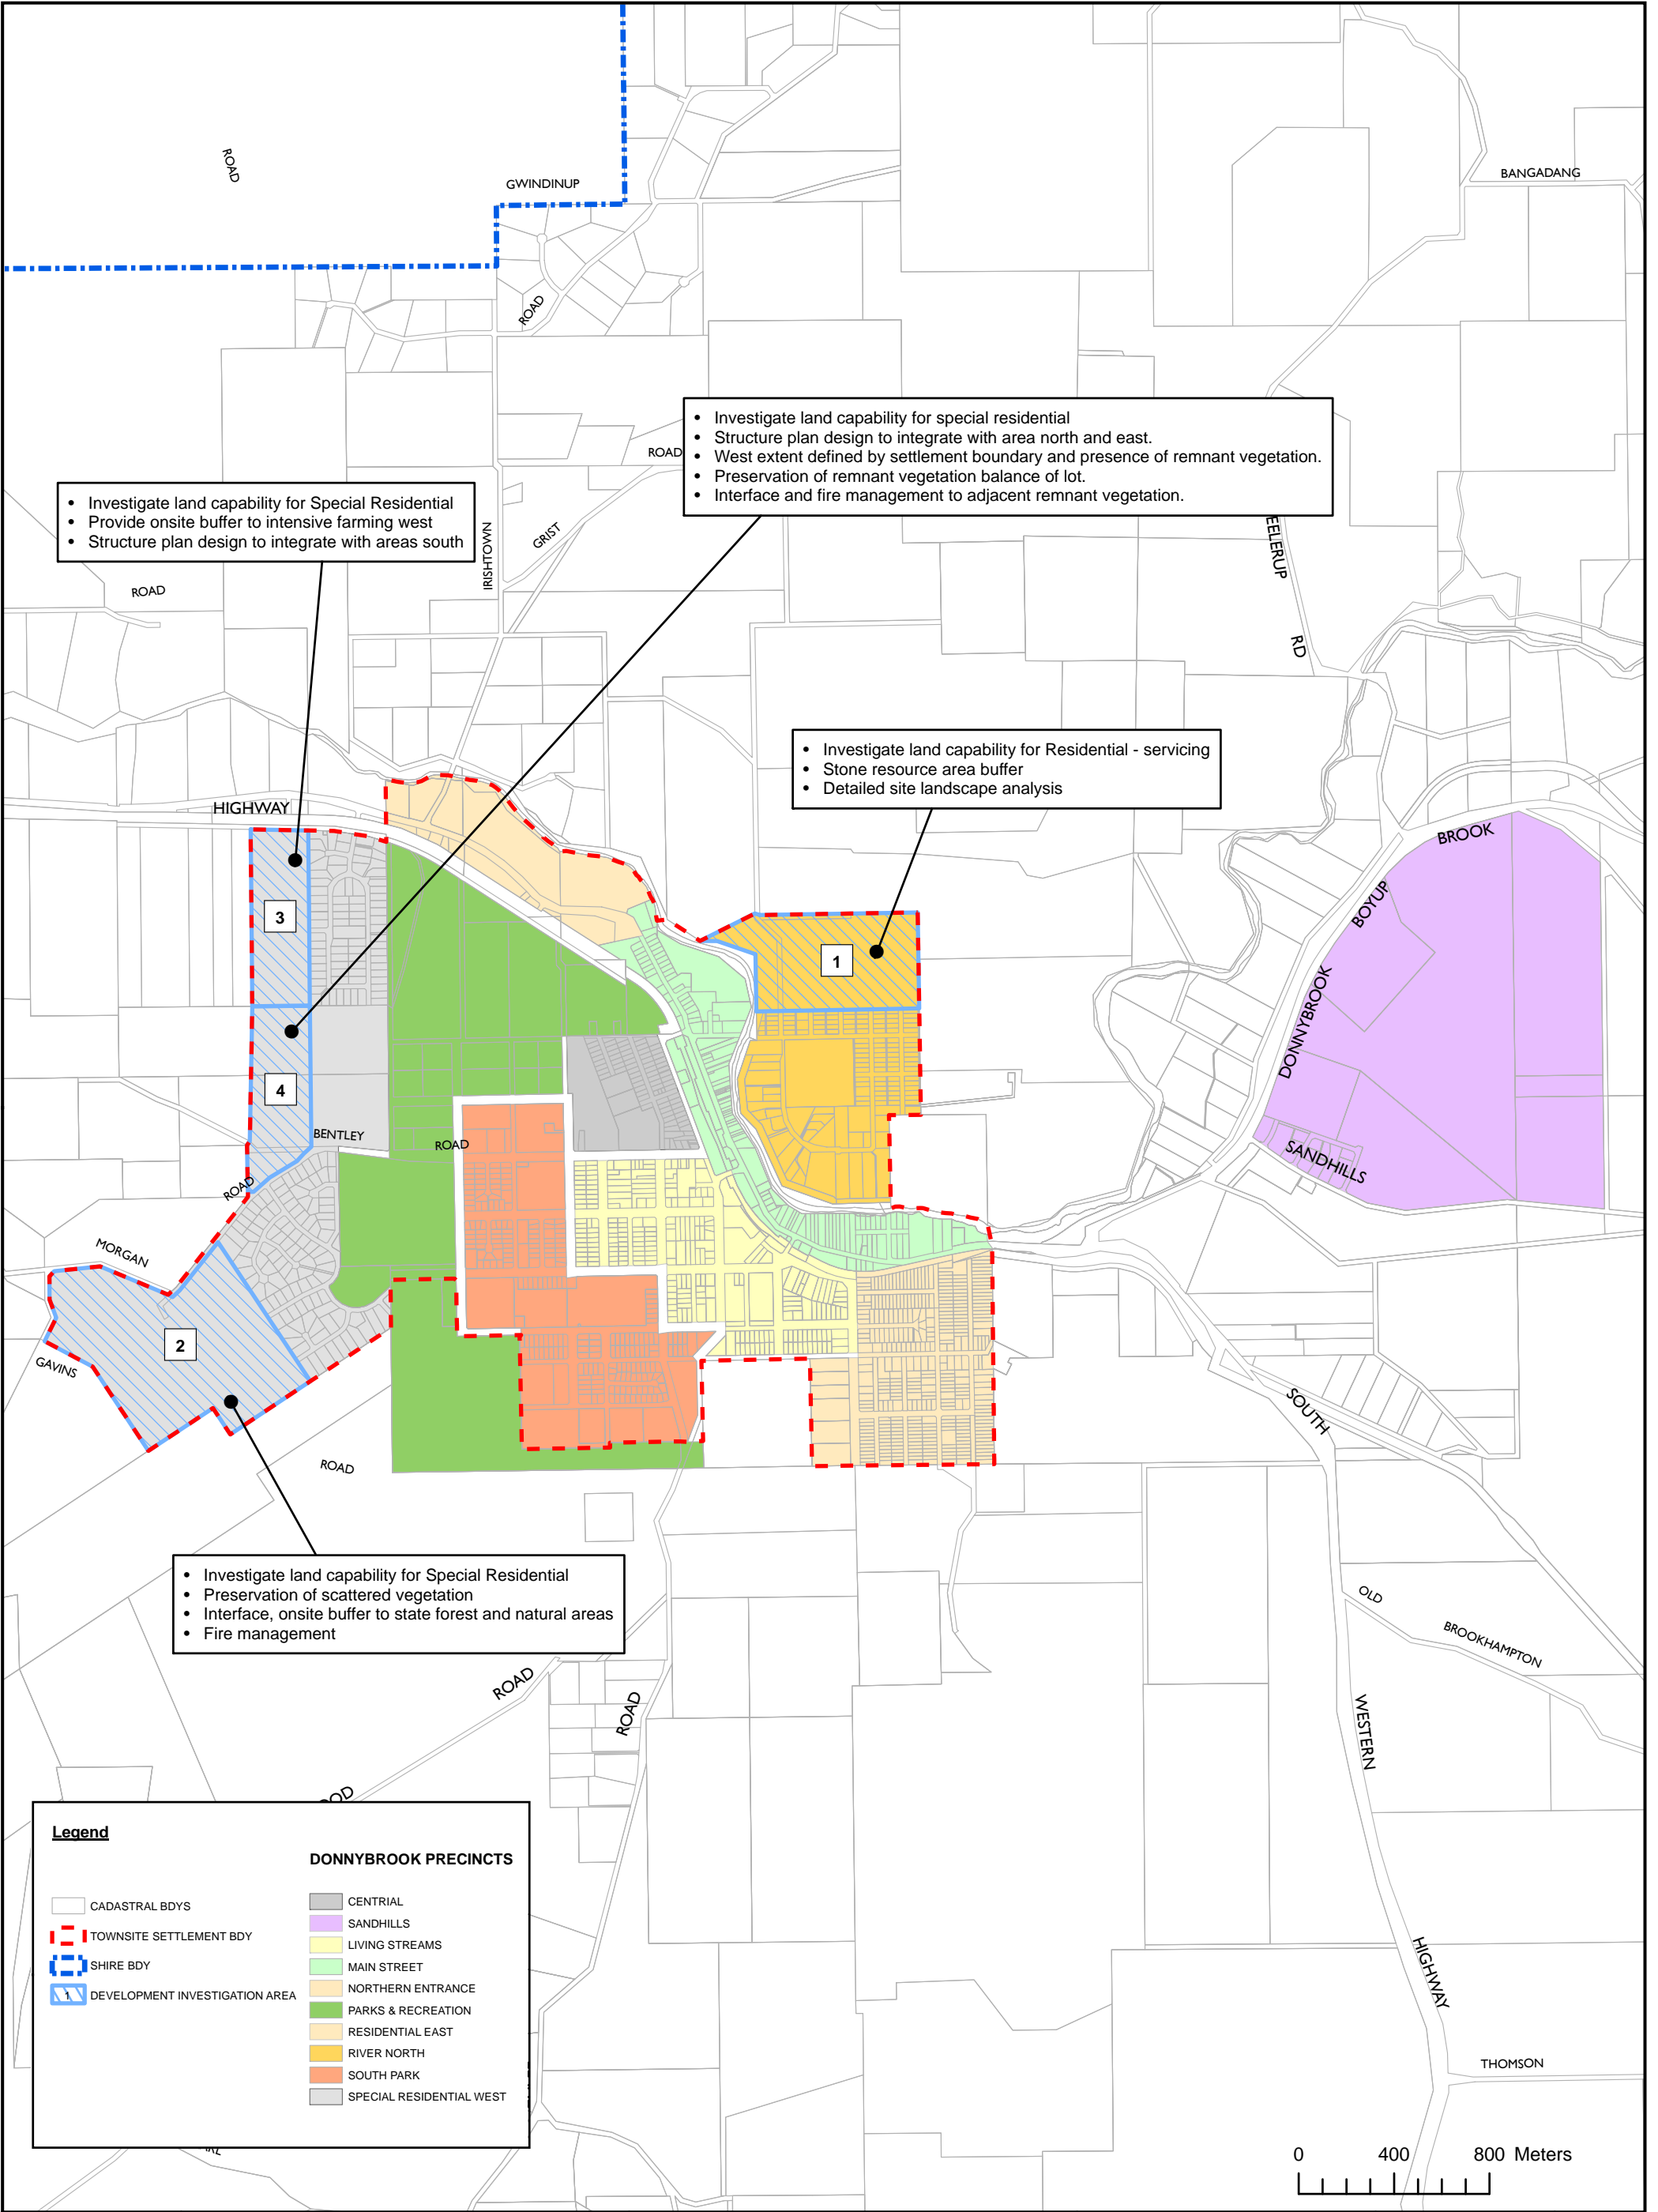 ROAD
GWINDINUP
BANGADANG
ROAD
• Investigate land capability for special residential
• Structure plan design to integrate with area north and east.
• West extent defined by settlement boundary and presence of remnant vegetation.
• Preservation of remnant vegetation balance of lot.
• Interface and fire management to adjacent remnant vegetation.
ROAD
• Investigate land capability for Special Residential
• Provide onsite buffer to intensive farming west
• Structure plan design to integrate with areas south
IRISHTOWN
GRIST
EELERUP
RD
ROAD
• Investigate land capability for Residential - servicing
• Stone resource area buffer
• Detailed site landscape analysis
HIGHWAY
BROOK
BOYUP
DONNYBROOK
SANDHILLS
3
1
4
BENTLEY
ROAD
ROAD
MORGAN
2
GAVINS
SOUTH
ROAD
• Investigate land capability for Special Residential
• Preservation of scattered vegetation
• Interface, onsite buffer to state forest and natural areas
• Fire management
OLD
BROOKHAMPTON
ROAD
ROAD
WESTERN
HIGHWAY
THOMSON
OOD
Legend
DONNYBROOK PRECINCTS
CADASTRAL BDYS
TOWNSITE SETTLEMENT BDY
SHIRE BDY
1 DEVELOPMENT INVESTIGATION AREA
CENTRIAL
SANDHILLS
LIVING STREAMS
MAIN STREET
NORTHERN ENTRANCE
PARKS & RECREATION
RESIDENTIAL EAST
RIVER NORTH
SOUTH PARK
SPECIAL RESIDENTIAL WEST
0 400 800 Meters